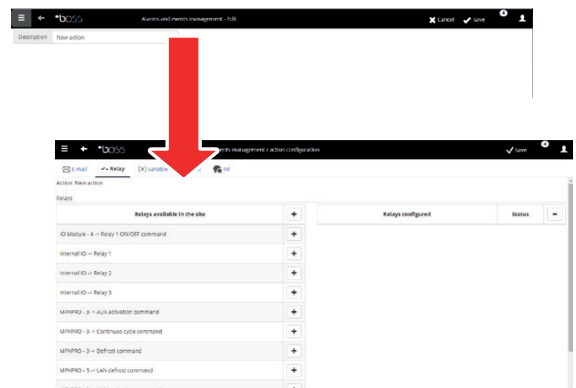 *boss Alarms and events management - Edit Cancel Save 4
Description New action
*boss events management / action configuration Save 4
E-mail Relay [X] Variable
Action: New action
Relays
Relays available in the site + Relays configured Status -
IO Module - 4 -> Relay 1 ON/OFF command +
Internal IO -> Relay 1 +
Internal IO -> Relay 2 +
Internal IO -> Relay 3 +
MPXPRO - 3 -> AUX activation command +
MPXPRO - 3 -> Continuos cycle command +
MPXPRO - 3 -> Defrost command +
MPXPRO - 3 -> LAN defrost command +